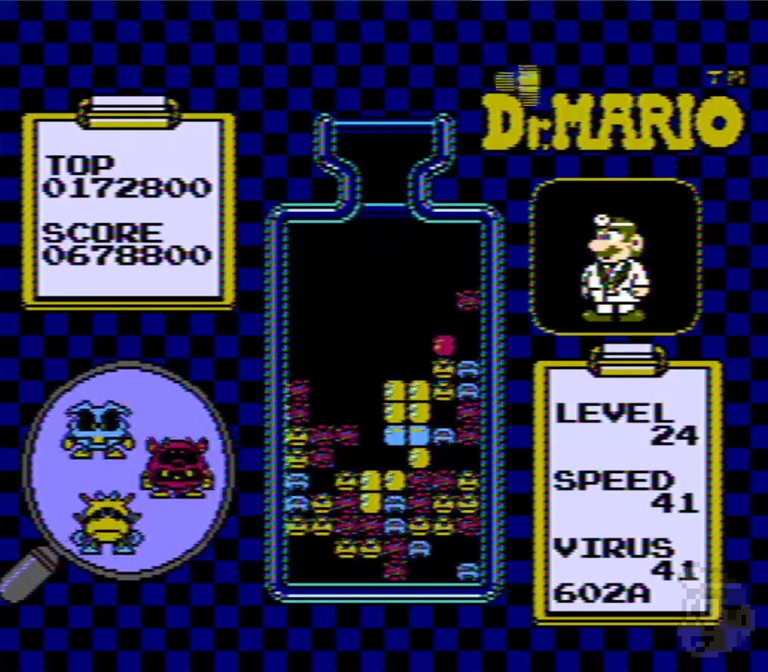 TM
Dr. MARIO
TOP
0172800
SCORE
0678800
LEVEL
24
SPEED
41
VIRUS
41
602A